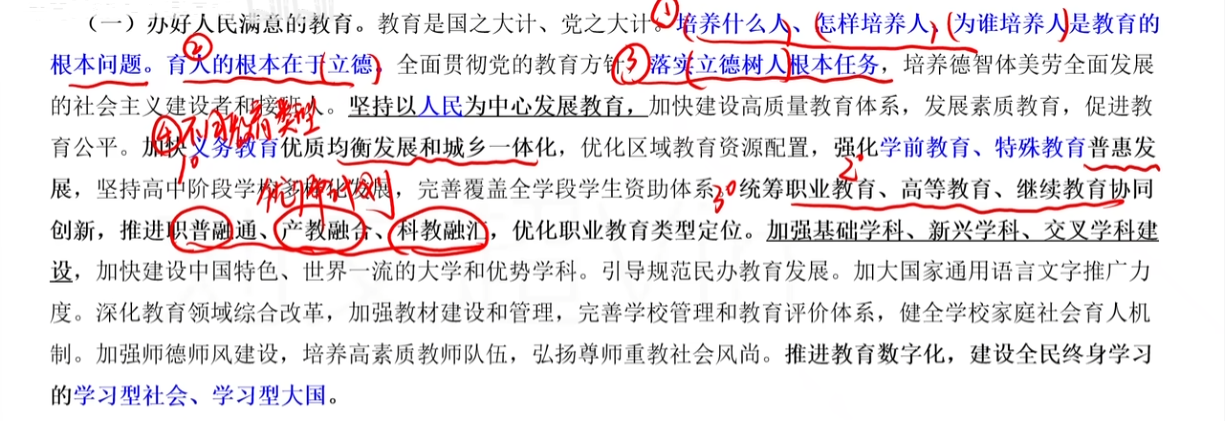 （一）办好人民满意的教育。教育是国之大计、党之大计。①培养什么人、怎样培养人、为谁培养人是教育的
根本问题。②育人的根本在于立德，全面贯彻党的教育方针，③落实立德树人根本任务，培养德智体美劳全面发展
的社会主义建设者和接班人。坚持以人民为中心发展教育，加快建设高质量教育体系，发展素质教育，促进教
④不同教育类型
育公平。加快义务教育优质均衡发展和城乡一体化，优化区域教育资源配置，强化学前教育、特殊教育普惠发
1° 2°
展，坚持高中阶段学校多样化发展，完善覆盖全学段学生资助体系。3°统筹职业教育、高等教育、继续教育协同
创新，推进职普融通、产教融合、科教融汇，优化职业教育类型定位。加强基础学科、新兴学科、交叉学科建
设，加快建设中国特色、世界一流的大学和优势学科。引导规范民办教育发展。加大国家通用语言文字推广力
度。深化教育领域综合改革，加强教材建设和管理，完善学校管理和教育评价体系，健全学校家庭社会育人机
制。加强师德师风建设，培养高素质教师队伍，弘扬尊师重教社会风尚。推进教育数字化，建设全民终身学习
的学习型社会、学习型大国。